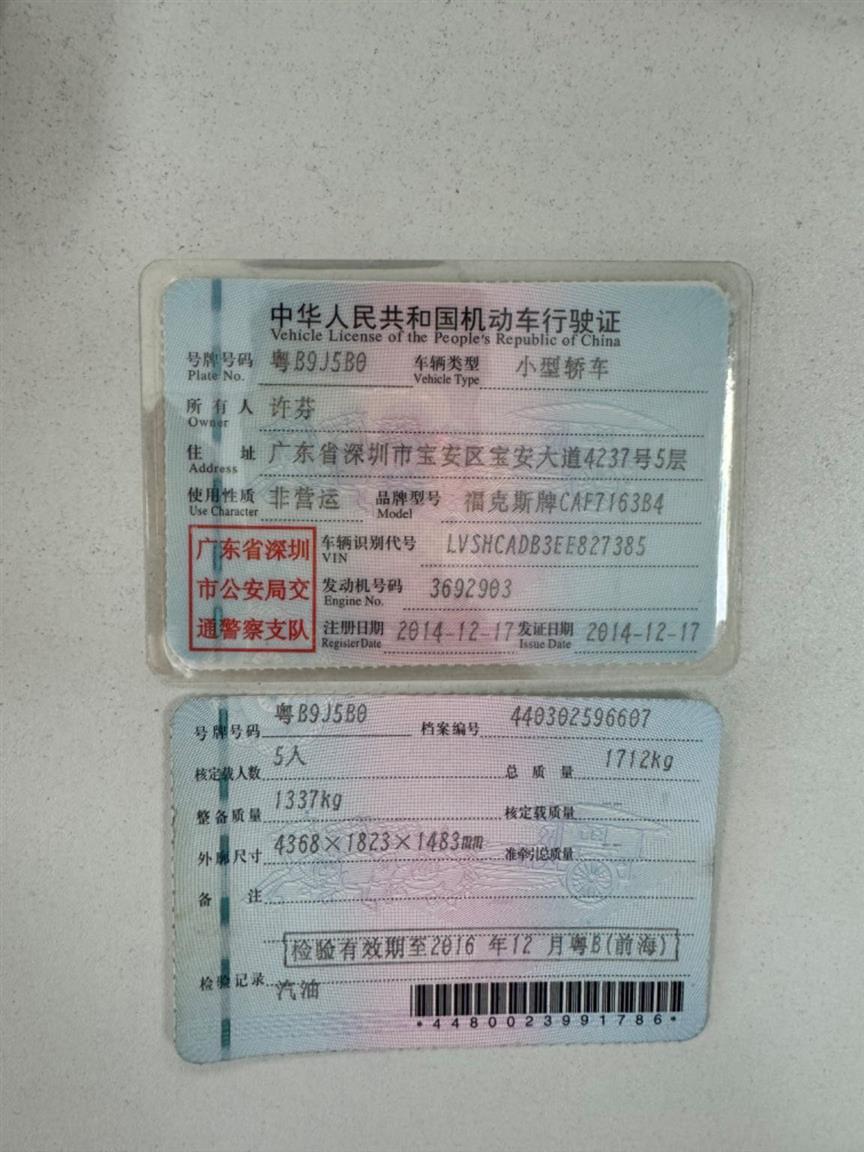 中华人民共和国机动车行驶证
Vehicle License of the People's Republic of China
号牌号码 粤B9J5B0 车辆类型 小型轿车
Plate No. Vehicle Type
所有人 许芬
Owner
住址 广东省深圳市宝安区宝安大道4237号5层
Address
使用性质 非营运 品牌型号 福克斯牌CAF7163B4
Use Character Model
广东省深圳 车辆识别代号 LVSHCADB3EE827385
VIN
市公安局交 发动机号码 3692903
Engine No.
通警察支队 注册日期 2014-12-17 发证日期 2014-12-17
Register Date Issue Date
号牌号码 粤B9J5B0 档案编号 440302596607
核定载人数 5人 总质量 1712kg
整备质量 1337kg 核定载质量 --
外廓尺寸 4368×1823×1483mm 准牵引总质量 --
备注
检验有效期至2016 年12 月粤B(前海)
检验记录 汽油
*4480023991786*